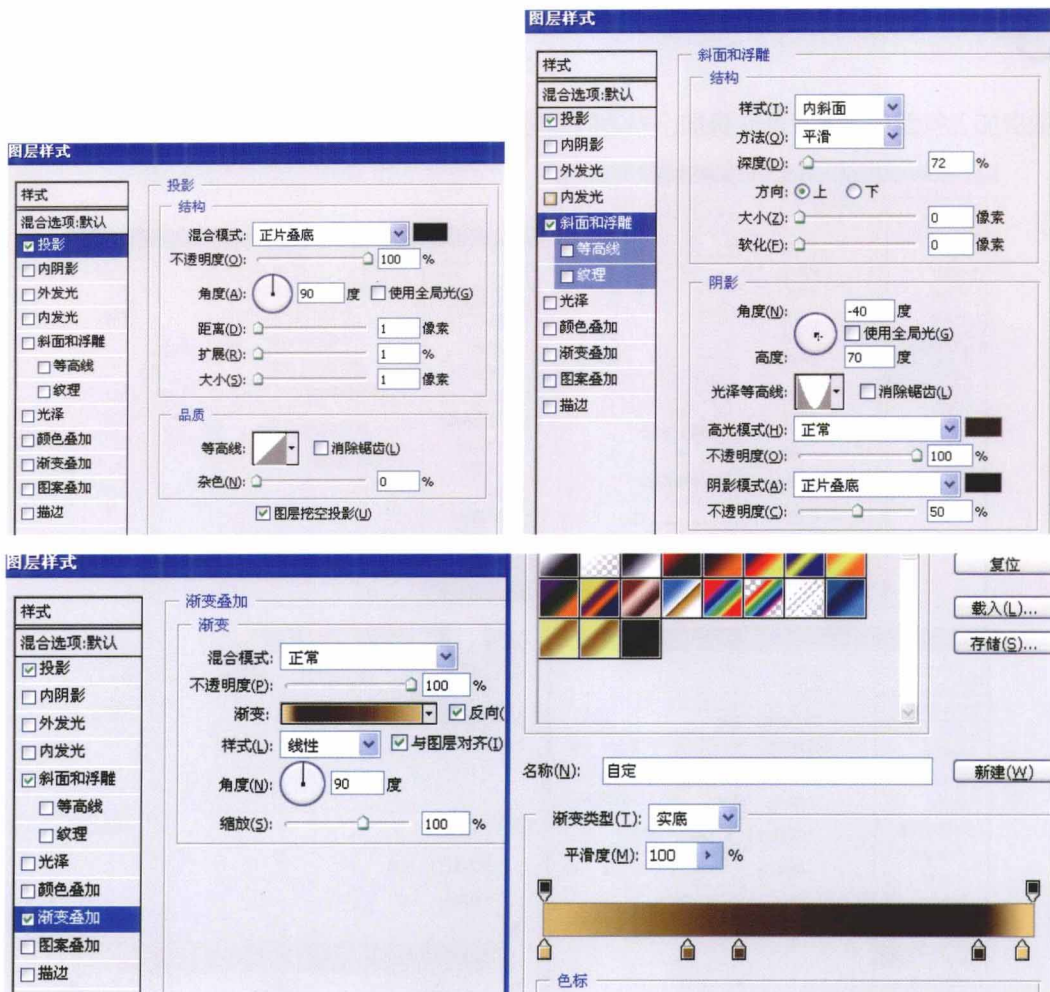 图层样式
样式
混合选项:默认
投影
内阴影
外发光
内发光
斜面和浮雕
等高线
纹理
光泽
颜色叠加
渐变叠加
图案叠加
描边
投影
结构
混合模式: 正片叠底
不透明度(O): 100 %
角度(A): 90 度 使用全局光(G)
距离(D): 1 像素
扩展(R): 1 %
大小(S): 1 像素
品质
等高线: 消除锯齿(L)
杂色(N): 0 %
图层挖空投影(U)
图层样式
样式
混合选项:默认
投影
内阴影
外发光
内发光
斜面和浮雕
等高线
纹理
光泽
颜色叠加
渐变叠加
图案叠加
描边
斜面和浮雕
结构
样式(T): 内斜面
方法(Q): 平滑
深度(D): 72 %
方向: 上 下
大小(Z): 0 像素
软化(F): 0 像素
阴影
角度(N): -40 度
使用全局光(G)
高度: 70 度
光泽等高线: 消除锯齿(L)
高光模式(H): 正常
不透明度(O): 100 %
阴影模式(A): 正片叠底
不透明度(C): 50 %
图层样式
样式
混合选项:默认
投影
内阴影
外发光
内发光
斜面和浮雕
等高线
纹理
光泽
颜色叠加
渐变叠加
图案叠加
描边
渐变叠加
渐变
混合模式: 正常
不透明度(P): 100 %
渐变: 反向(
样式(L): 线性 与图层对齐(I)
角度(N): 90 度
缩放(S): 100 %
复位
载入(L)...
存储(S)...
名称(N): 自定 新建(W)
渐变类型(T): 实底
平滑度(M): 100 %
色标